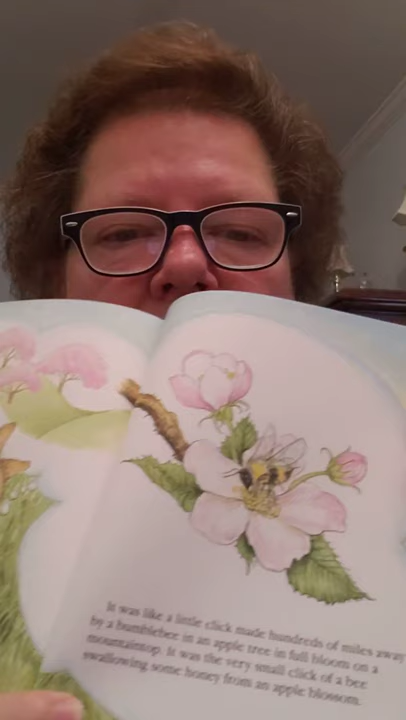 It was like a little click made hundreds of miles away
by a bumblebee in an apple tree in full bloom on a
mountaintop. It was the very small click of a bee
swallowing some honey from an apple blossom.